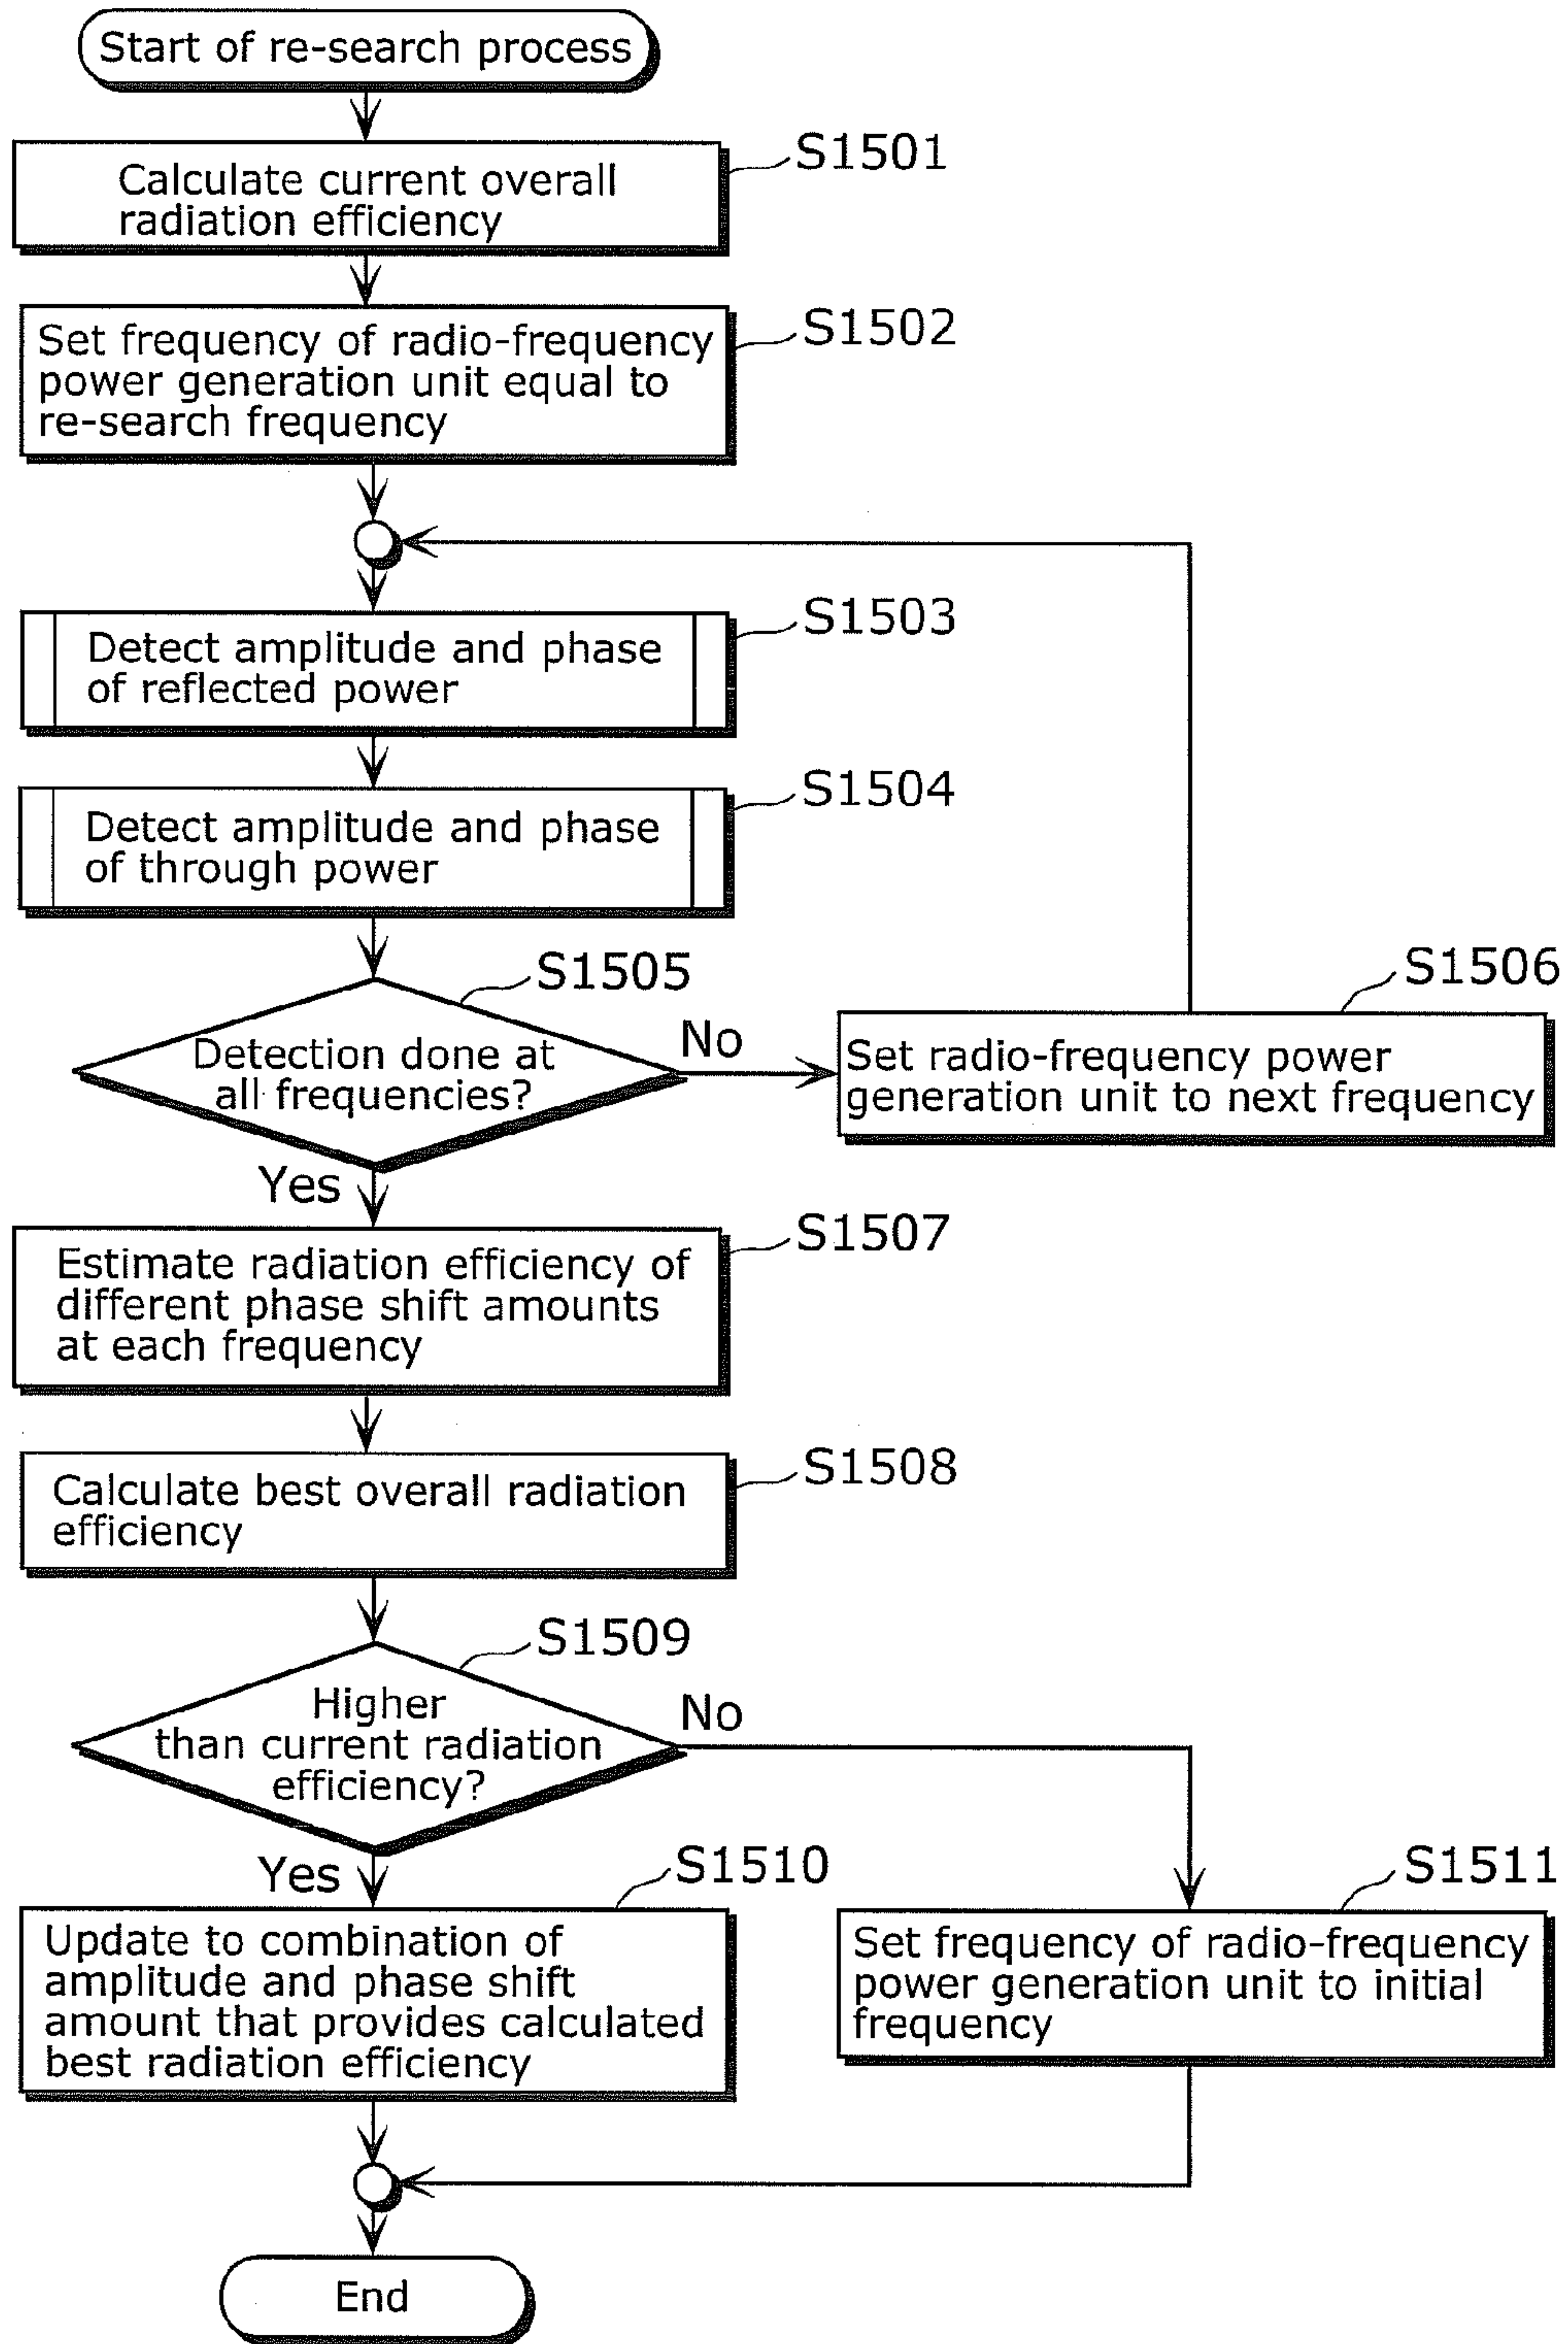 Start of re-search process
S1501
Calculate current overall
radiation efficiency
S1502
Set frequency of radio-frequency
power generation unit equal to
re-search frequency
S1503
Detect amplitude and phase
of reflected power
S1504
Detect amplitude and phase
of through power
S1505
Detection done at
all frequencies?
No
S1506
Set radio-frequency power
generation unit to next frequency
Yes
S1507
Estimate radiation efficiency of
different phase shift amounts
at each frequency
S1508
Calculate best overall radiation
efficiency
S1509
Higher
than current radiation
efficiency?
No
Yes
S1510
Update to combination of
amplitude and phase shift
amount that provides calculated
best radiation efficiency
S1511
Set frequency of radio-frequency
power generation unit to initial
frequency
End